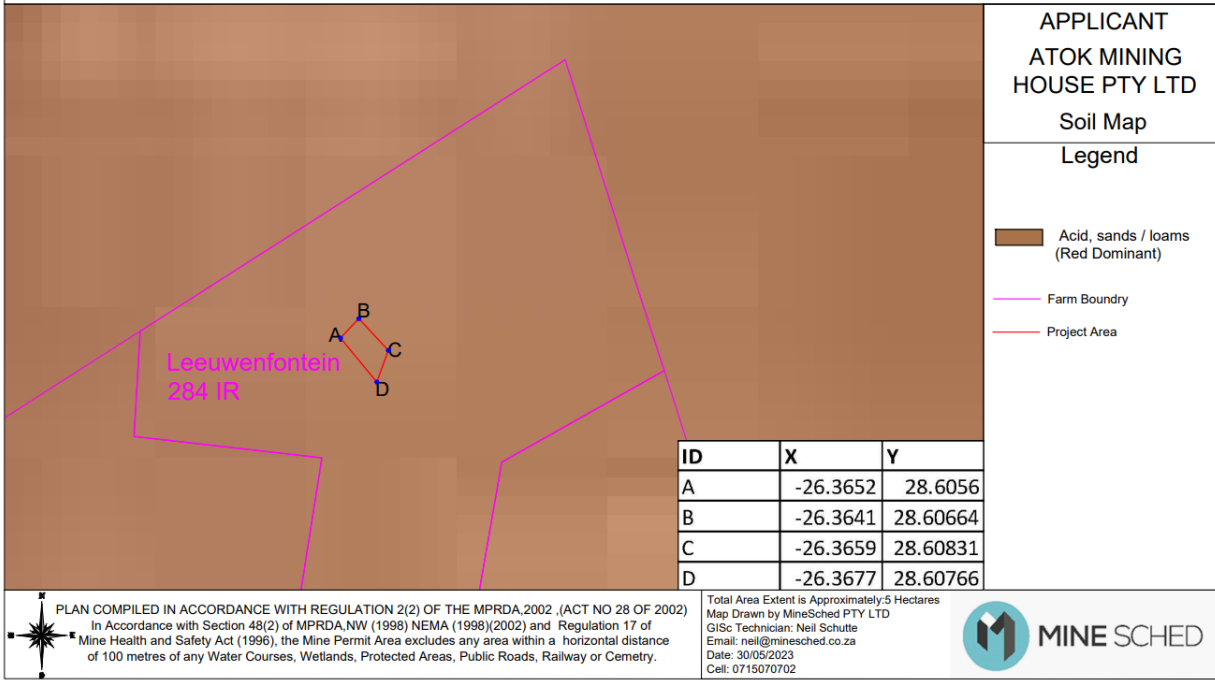 APPLICANT
ATOK MINING
HOUSE PTY LTD
Soil Map
Legend
Acid, sands / loams
(Red Dominant)
Farm Boundry
Project Area
A
B
C
D
Leeuwenfontein
284 IR
ID X Y
A -26.3652 28.6056
B -26.3641 28.60664
C -26.3659 28.60831
D -26.3677 28.60766
PLAN COMPILED IN ACCORDANCE WITH REGULATION 2(2) OF THE MPRDA,2002 ,(ACT NO 28 OF 2002)
In Accordance with Section 48(2) of MPRDA,NW (1998) NEMA (1998)(2002) and Regulation 17 of
Mine Health and Safety Act (1996), the Mine Permit Area excludes any area within a horizontal distance
of 100 metres of any Water Courses, Wetlands, Protected Areas, Public Roads, Railway or Cemetry.
Total Area Extent is Approximately:5 Hectares
Map Drawn by MineSched PTY LTD
GISc Technician: Neil Schutte
Email: neil@minesched.co.za
Date: 30/05/2023
Cell: 0715070702
MINE SCHED